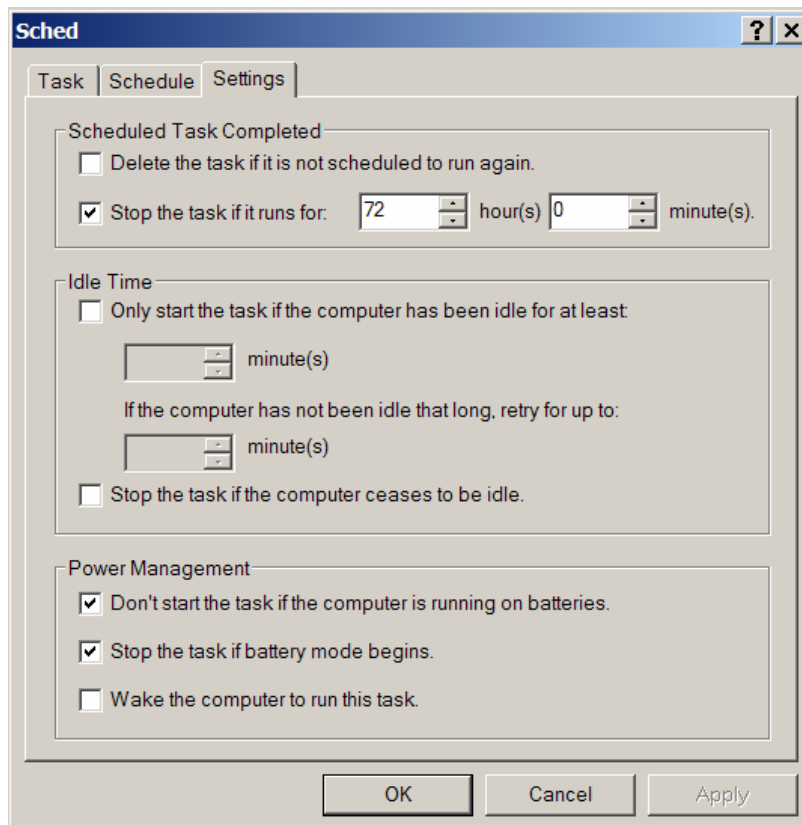 Sched
Task Schedule Settings
Scheduled Task Completed
Delete the task if it is not scheduled to run again.
Stop the task if it runs for: 72 hour(s) 0 minute(s).
Idle Time
Only start the task if the computer has been idle for at least:
minute(s)
If the computer has not been idle that long, retry for up to:
minute(s)
Stop the task if the computer ceases to be idle.
Power Management
Don't start the task if the computer is running on batteries.
Stop the task if battery mode begins.
Wake the computer to run this task.
OK Cancel Apply